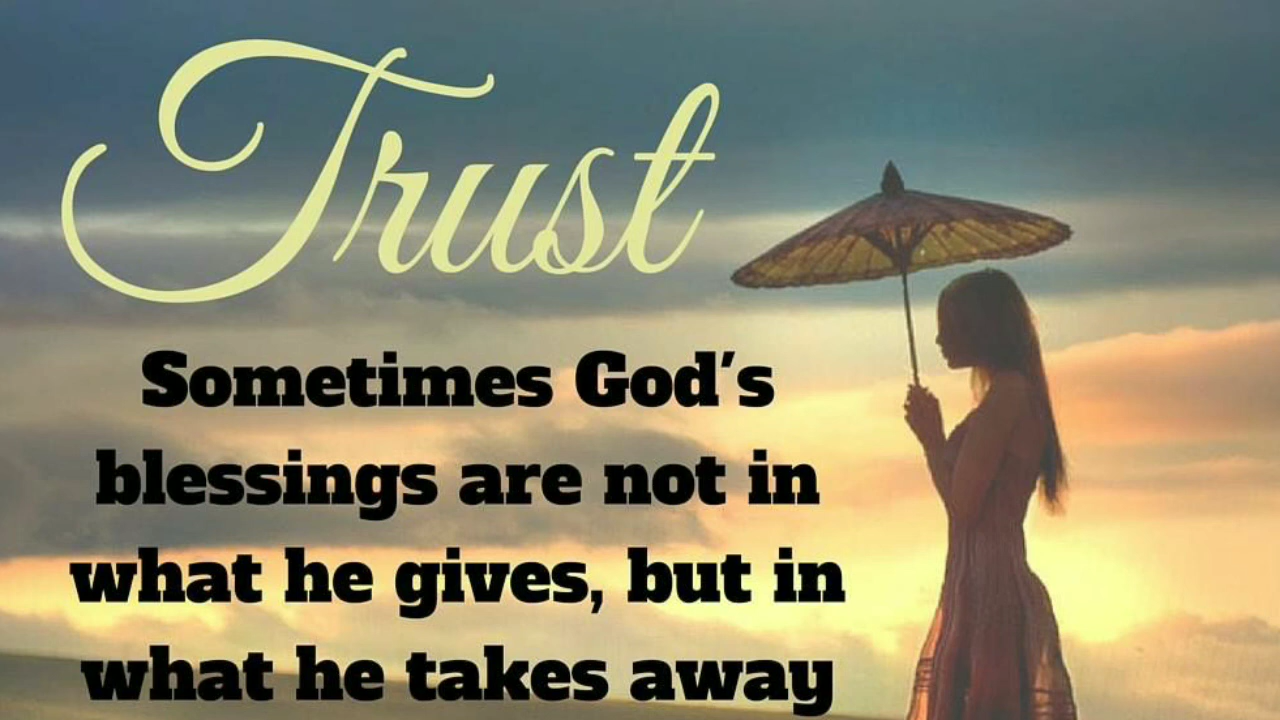 Trust
Sometimes God's
blessings are not in
what he gives, but in
what he takes away